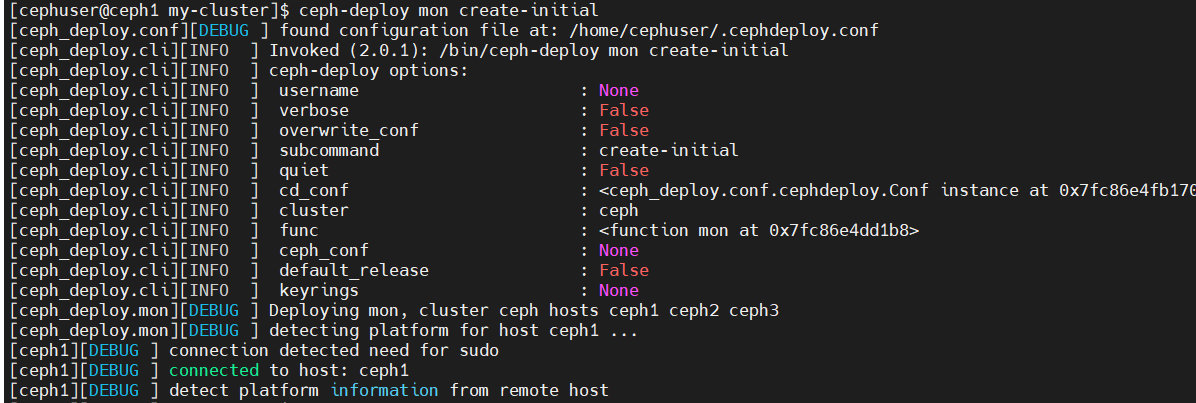 [cephuser@ceph1 my-cluster]$ ceph-deploy mon create-initial
[ceph_deploy.conf][DEBUG ] found configuration file at: /home/cephuser/.cephdeploy.conf
[ceph_deploy.cli][INFO  ] Invoked (2.0.1): /bin/ceph-deploy mon create-initial
[ceph_deploy.cli][INFO  ] ceph-deploy options:
[ceph_deploy.cli][INFO  ]  username                      : None
[ceph_deploy.cli][INFO  ]  verbose                       : False
[ceph_deploy.cli][INFO  ]  overwrite_conf                : False
[ceph_deploy.cli][INFO  ]  subcommand                    : create-initial
[ceph_deploy.cli][INFO  ]  quiet                         : False
[ceph_deploy.cli][INFO  ]  cd_conf                       : <ceph_deploy.conf.cephdeploy.Conf instance at 0x7fc86e4fb170
[ceph_deploy.cli][INFO  ]  cluster                       : ceph
[ceph_deploy.cli][INFO  ]  func                          : <function mon at 0x7fc86e4dd1b8>
[ceph_deploy.cli][INFO  ]  ceph_conf                     : None
[ceph_deploy.cli][INFO  ]  default_release               : False
[ceph_deploy.cli][INFO  ]  keyrings                      : None
[ceph_deploy.mon][DEBUG ] Deploying mon, cluster ceph hosts ceph1 ceph2 ceph3
[ceph_deploy.mon][DEBUG ] detecting platform for host ceph1 ...
[ceph1][DEBUG ] connection detected need for sudo
[ceph1][DEBUG ] connected to host: ceph1
[ceph1][DEBUG ] detect platform information from remote host